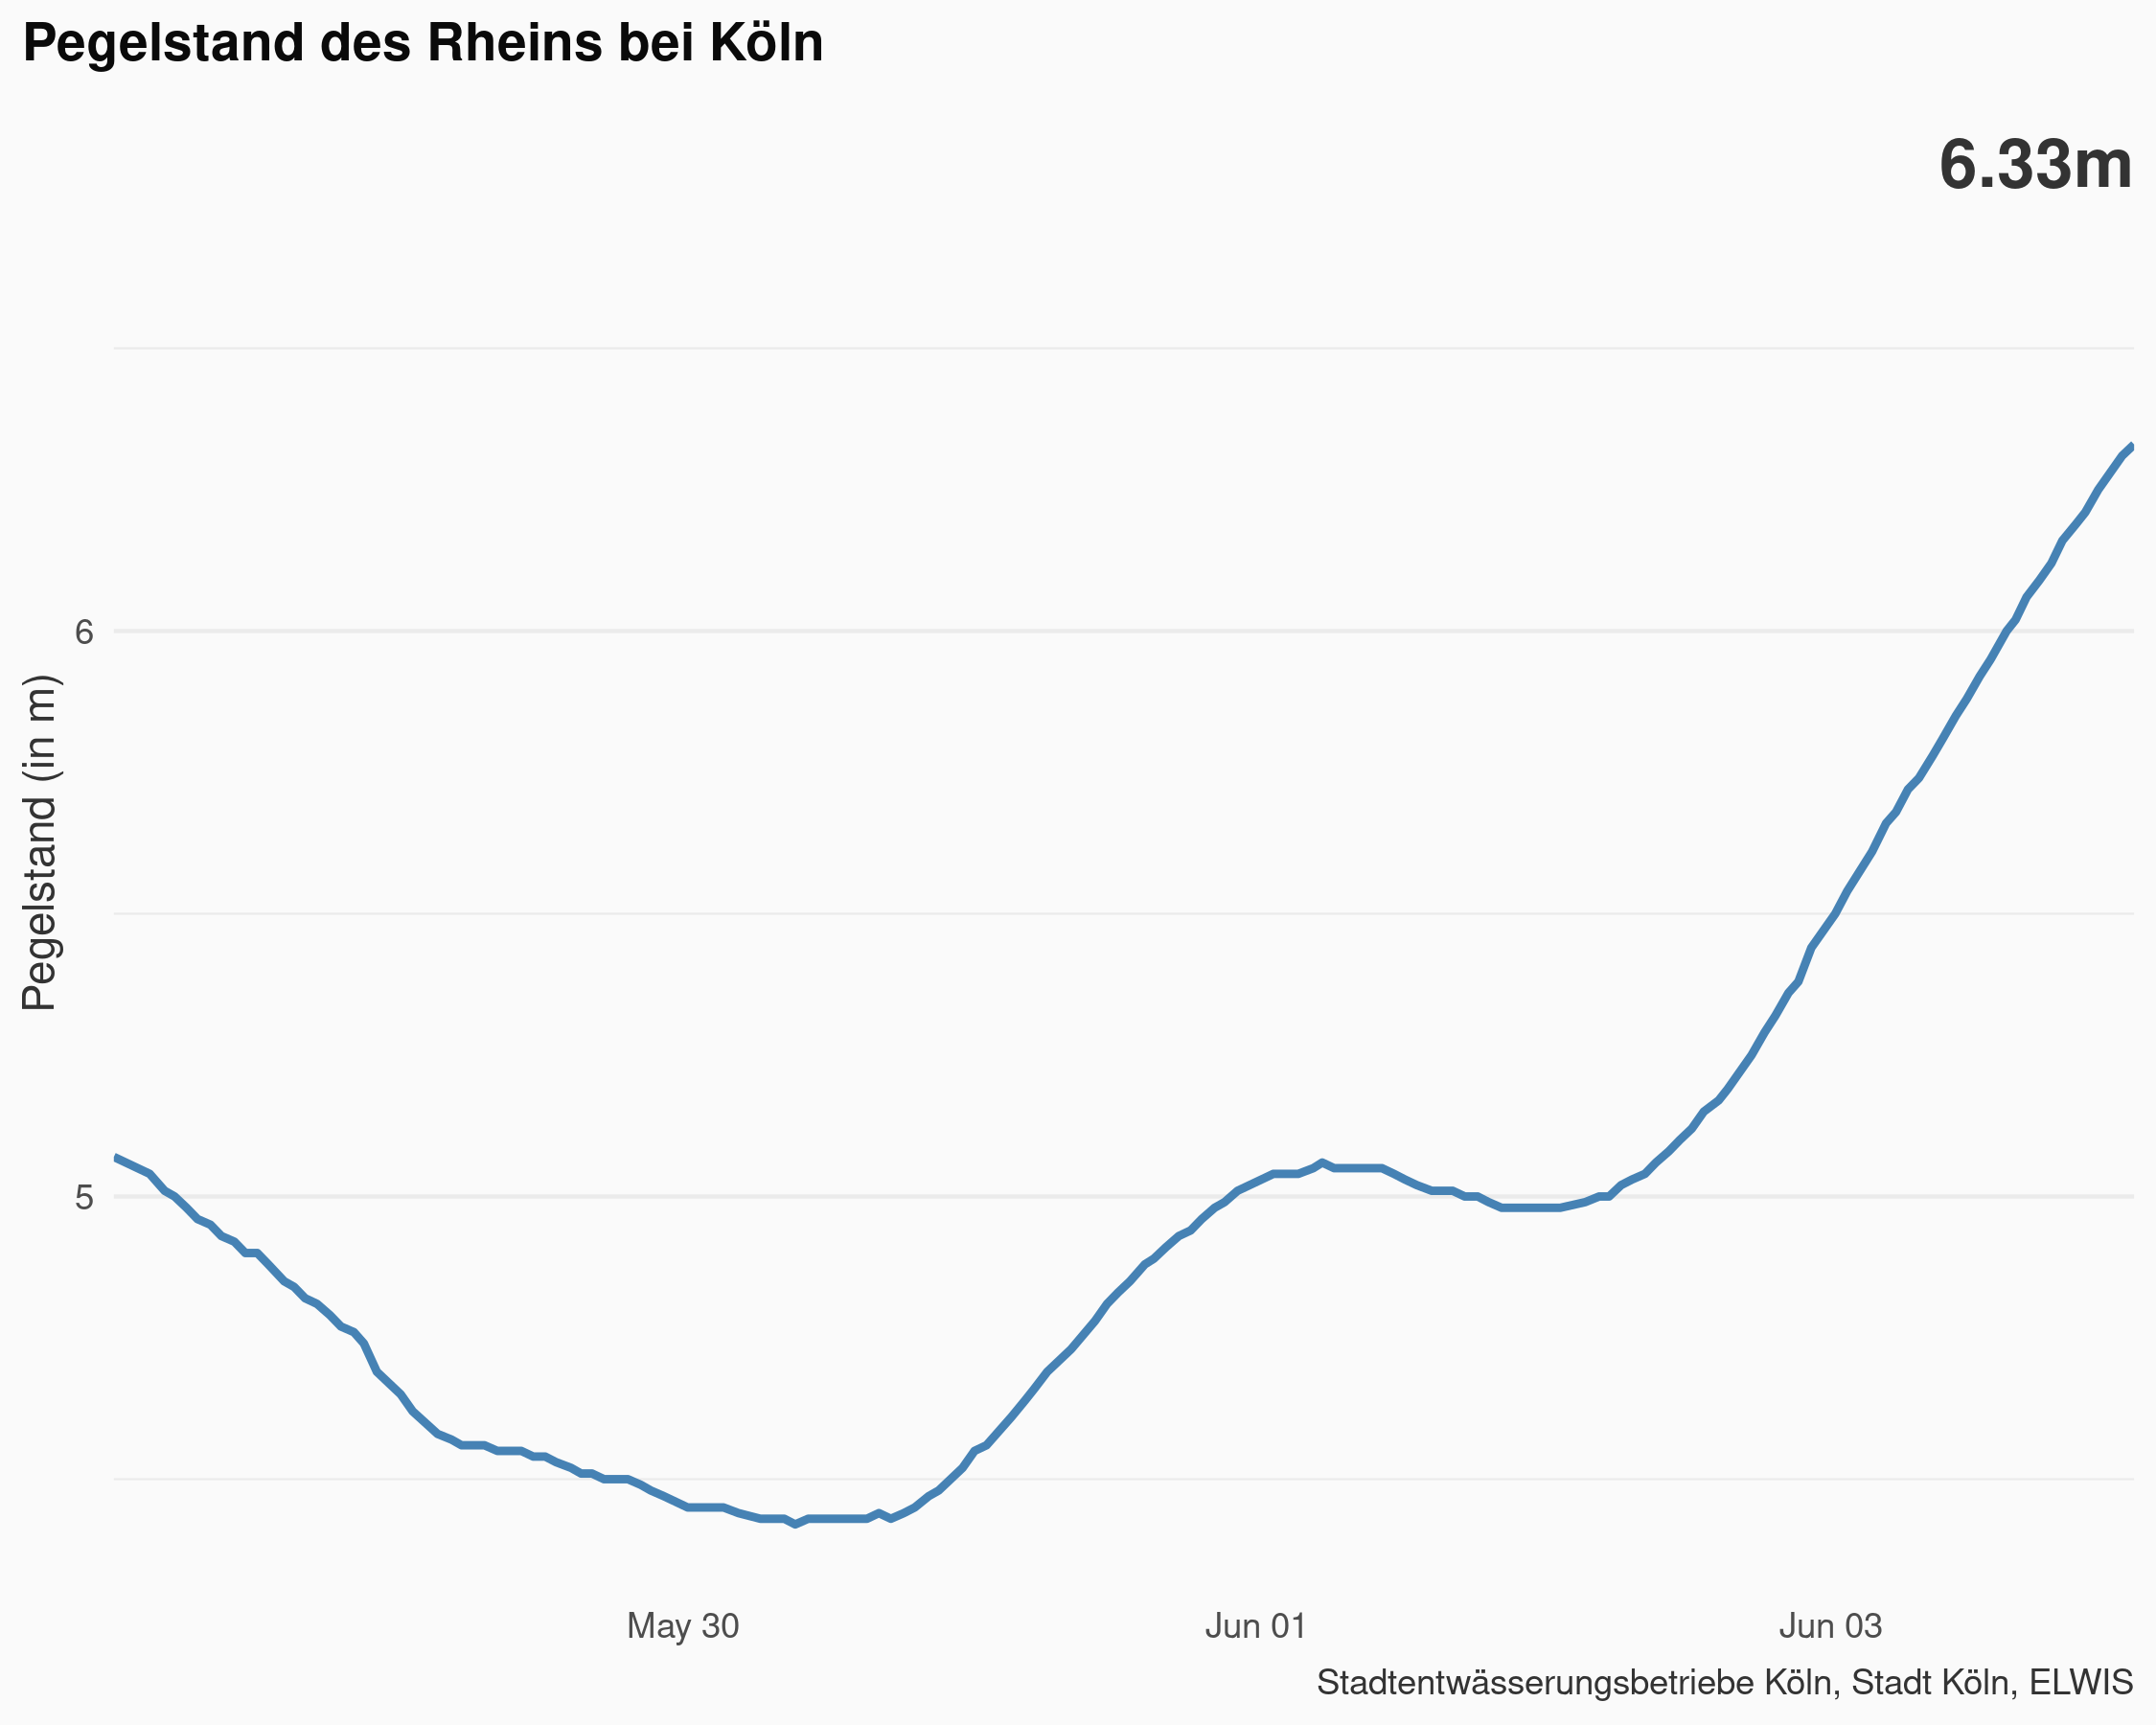 Pegelstand des Rheins bei Köln
6.33m
Pegelstand (in m)
6
5
May 30
Jun 01
Jun 03
Stadtentwässerungsbetriebe Köln, Stadt Köln, ELWIS